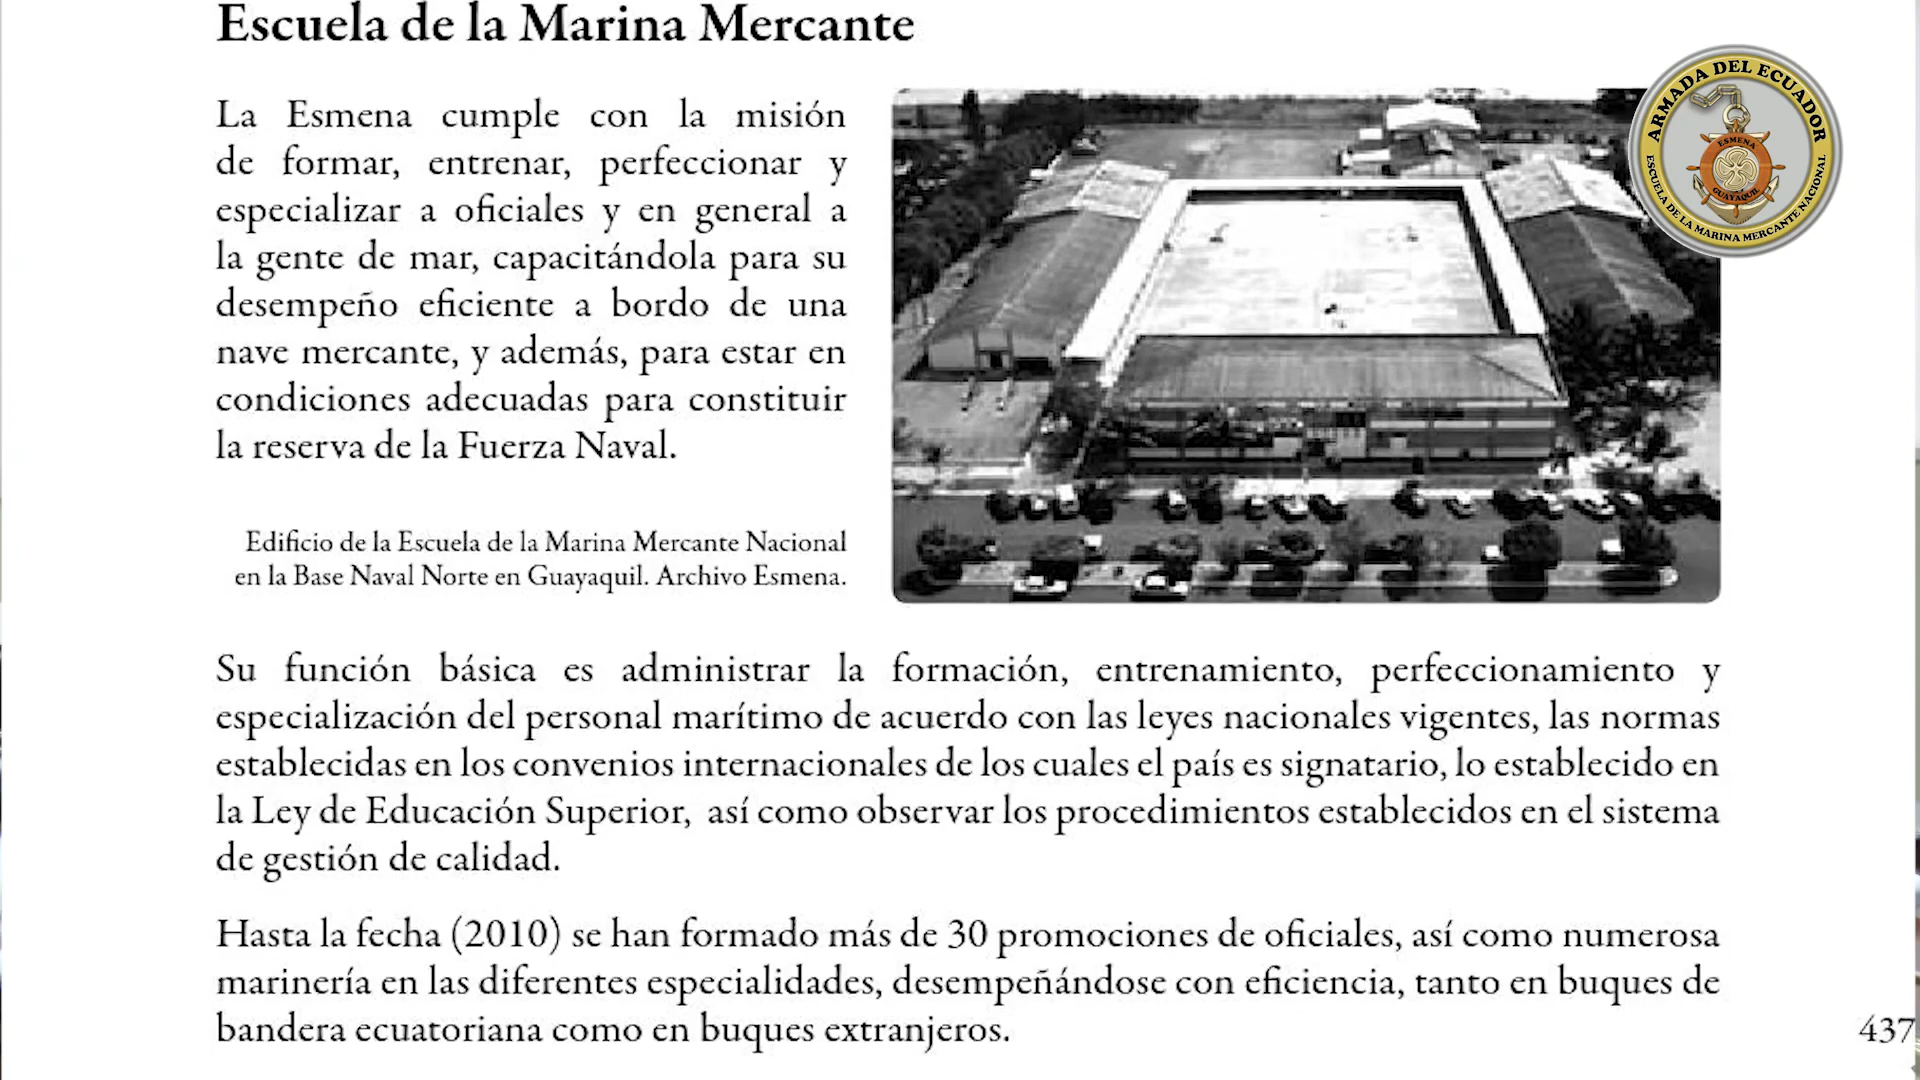 Escuela de la Marina Mercante
La Esmena cumple con la misión
de formar, entrenar, perfeccionar y
especializar a oficiales y en general a
la gente de mar, capacitándola para su
desempeño eficiente a bordo de una
nave mercante, y además, para estar en
condiciones adecuadas para constituir
la reserva de la Fuerza Naval.
Edificio de la Escuela de la Marina Mercante Nacional
en la Base Naval Norte en Guayaquil. Archivo Esmena.
ARMADA DEL ECUADOR
ESMENA
GUAYAQUIL
ESCUELA DE LA MARINA MERCANTE NACIONAL
Su función básica es administrar la formación, entrenamiento, perfeccionamiento y
especialización del personal marítimo de acuerdo con las leyes nacionales vigentes, las normas
establecidas en los convenios internacionales de los cuales el país es signatario, lo establecido en
la Ley de Educación Superior, así como observar los procedimientos establecidos en el sistema
de gestión de calidad.
Hasta la fecha (2010) se han formado más de 30 promociones de oficiales, así como numerosa
marinería en las diferentes especialidades, desempeñándose con eficiencia, tanto en buques de
bandera ecuatoriana como en buques extranjeros.
437